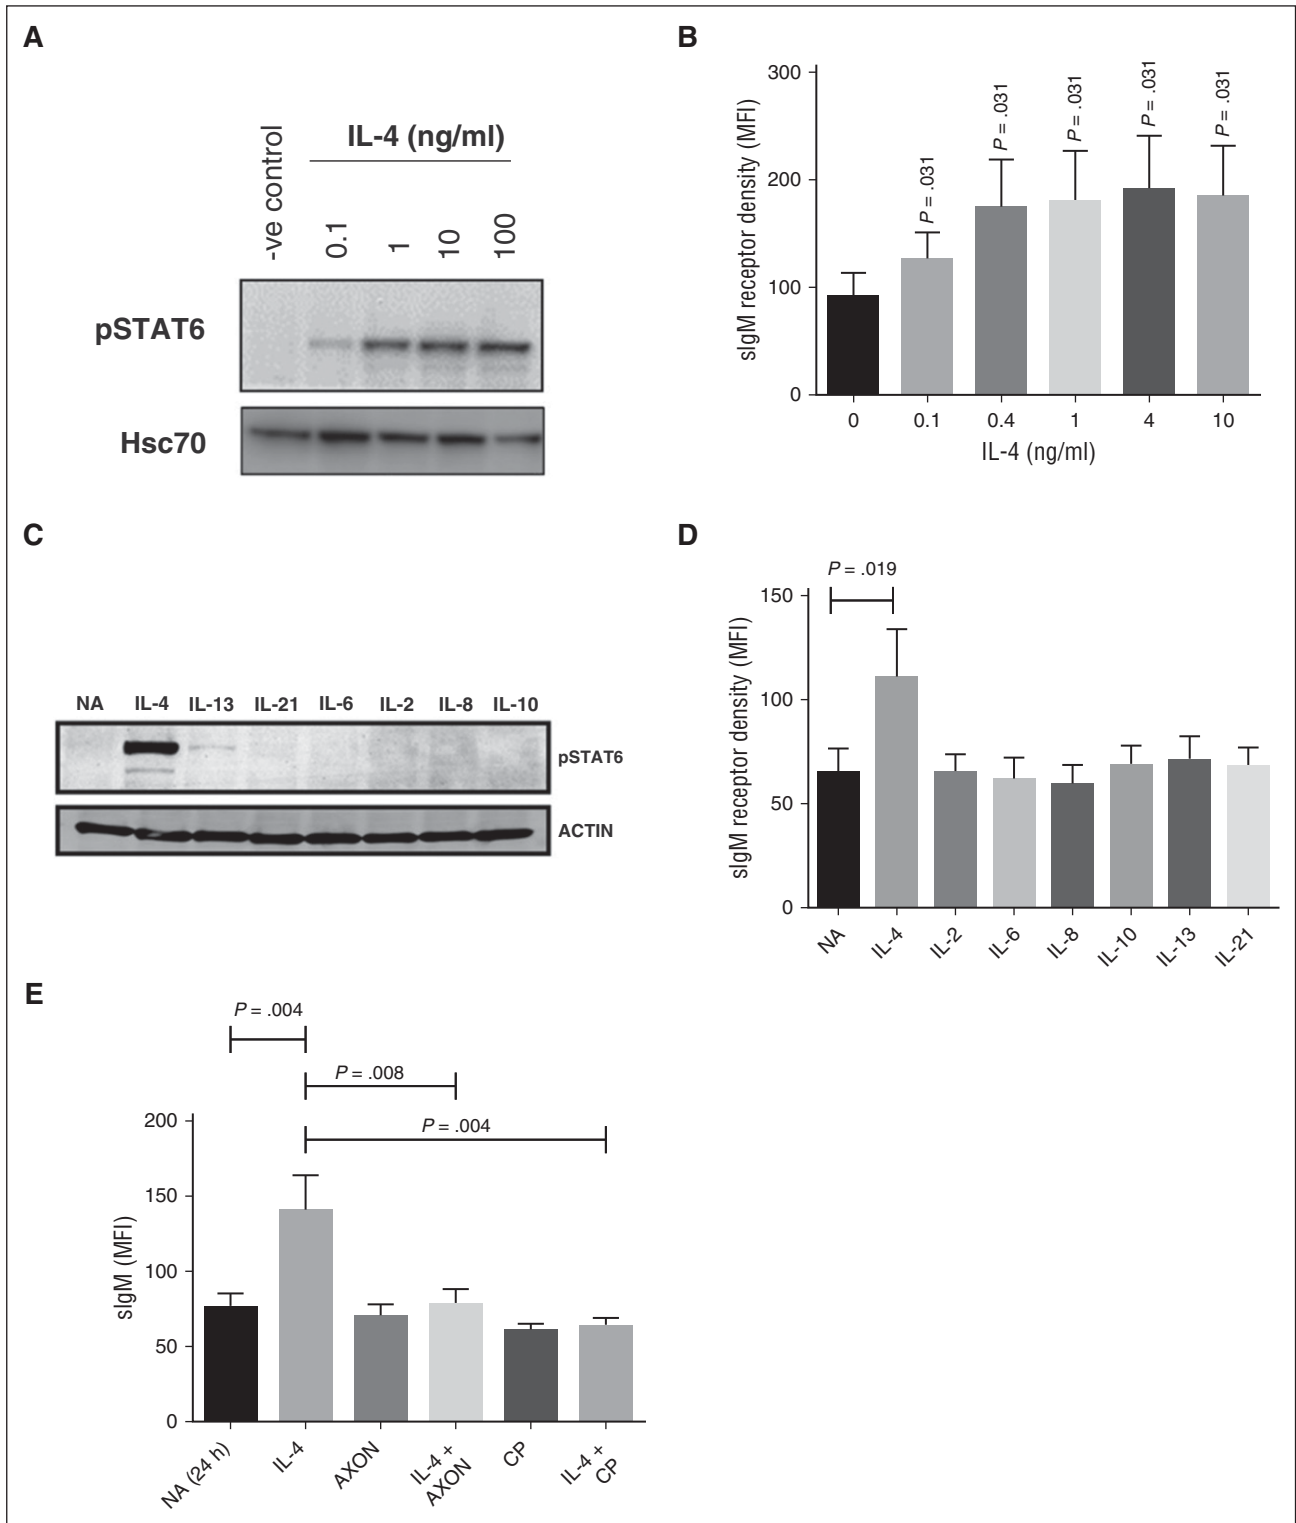 A
IL-4 (ng/ml)
-ve control
0.1
1
10
100
pSTAT6
Hsc70
B
sIgM receptor density (MFI)
300
200
100
0
P = .031
P = .031
P = .031
P = .031
P = .031
0 0.1 0.4 1 4 10
IL-4 (ng/ml)
C
NA IL-4 IL-13 IL-21 IL-6 IL-2 IL-8 IL-10
pSTAT6
ACTIN
D
P = .019
sIgM receptor density (MFI)
150
100
50
0
NA IL-4 IL-2 IL-6 IL-8 IL-10 IL-13 IL-21
E
P = .004
P = .008
P = .004
sIgM (MFI)
200
150
100
50
0
NA (24 h)
IL-4
AXON
IL-4 +
AXON
CP
IL-4 +
CP